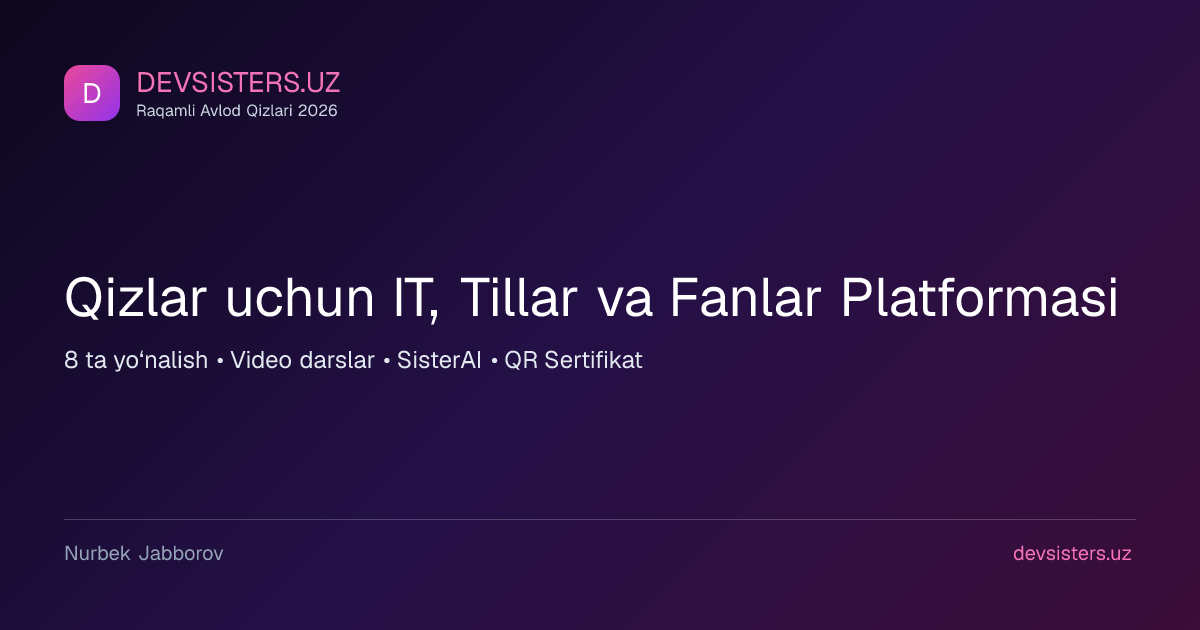 D
DEVSISTERS.UZ
Raqamli Avlod Qizlari 2026
Qizlar uchun IT, Tillar va Fanlar Platformasi
8 ta yo‘nalish • Video darslar • SisterAI • QR Sertifikat
Nurbek Jabborov
devsisters.uz